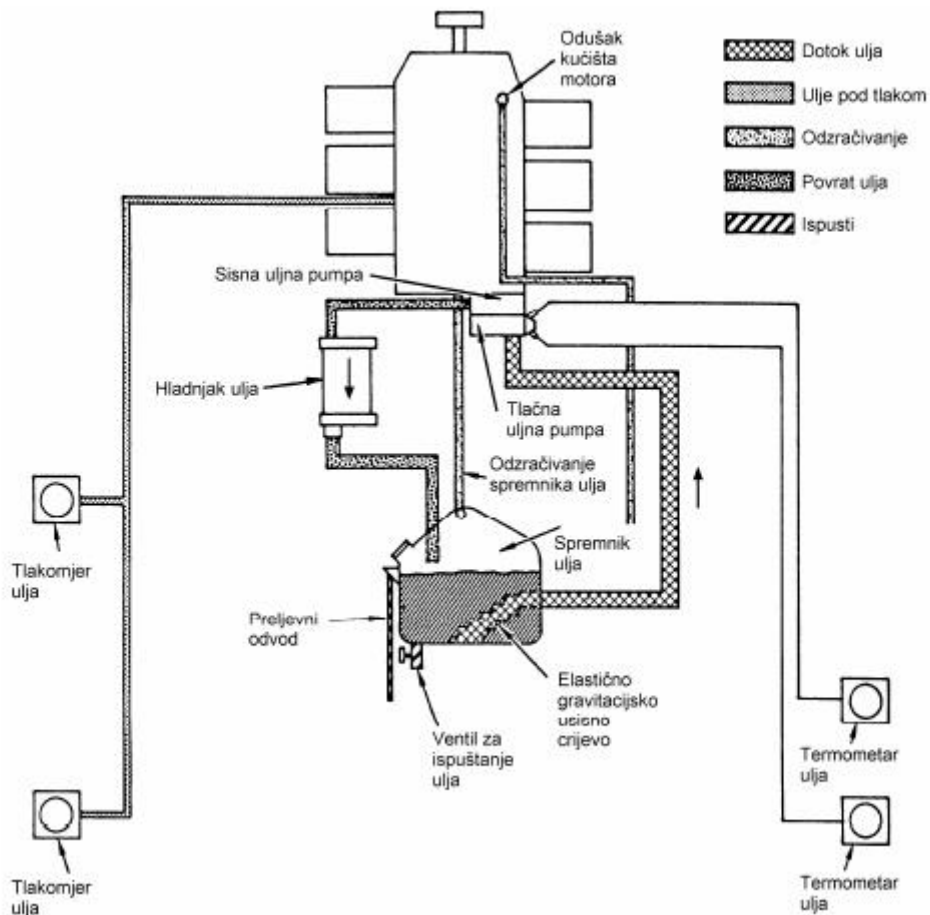 Odušak
kućišta
motora
Dotok ulja
Ulje pod tlakom
Odzračivanje
Povrat ulja
Ispusti
Sisna uljna pumpa
Hladnjak ulja
Tlačna
uljna pumpa
Odzračivanje
spremnika ulja
Spremnik
ulja
Tlakomjer
ulja
Preljevni
odvod
Elastično
gravitacijsko
usisno
crijevo
Ventil za
ispuštanje
ulja
Termometar
ulja
Tlakomjer
ulja
Termometar
ulja